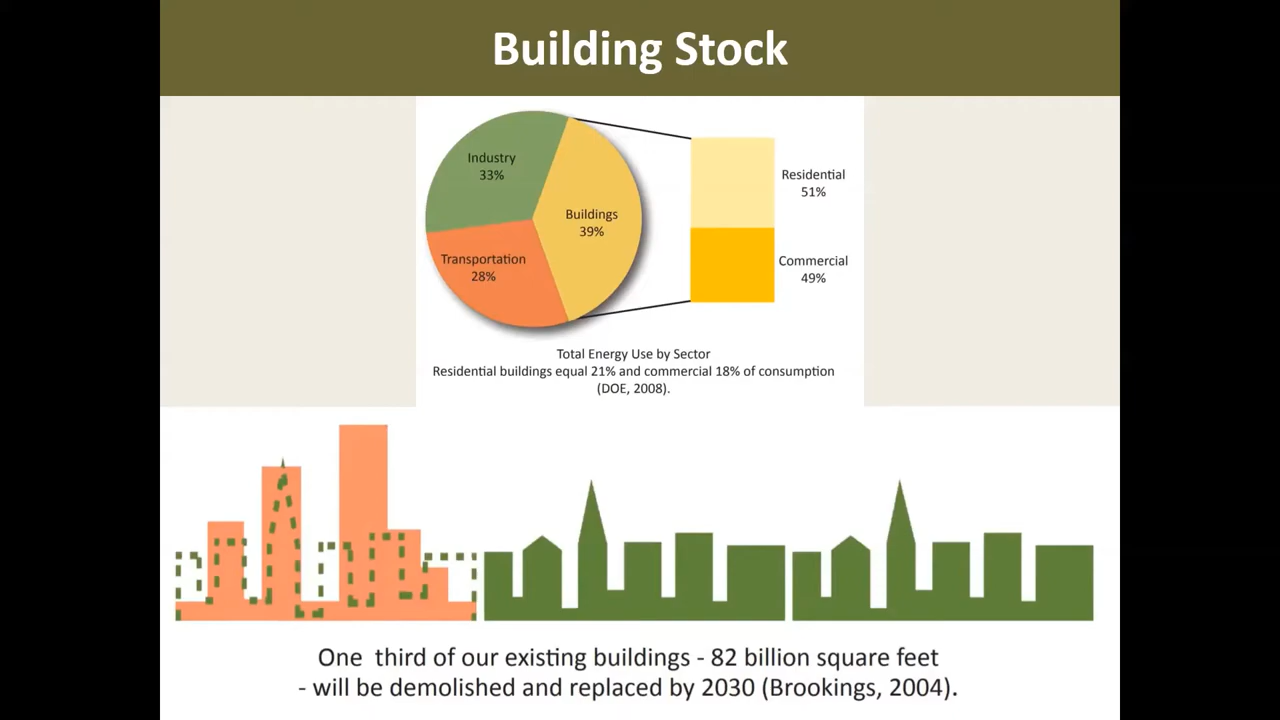 Building Stock
Industry
33%
Buildings
39%
Transportation
28%
Residential
51%
Commercial
49%
Total Energy Use by Sector
Residential buildings equal 21% and commercial 18% of consumption
(DOE, 2008).
One third of our existing buildings - 82 billion square feet
- will be demolished and replaced by 2030 (Brookings, 2004).